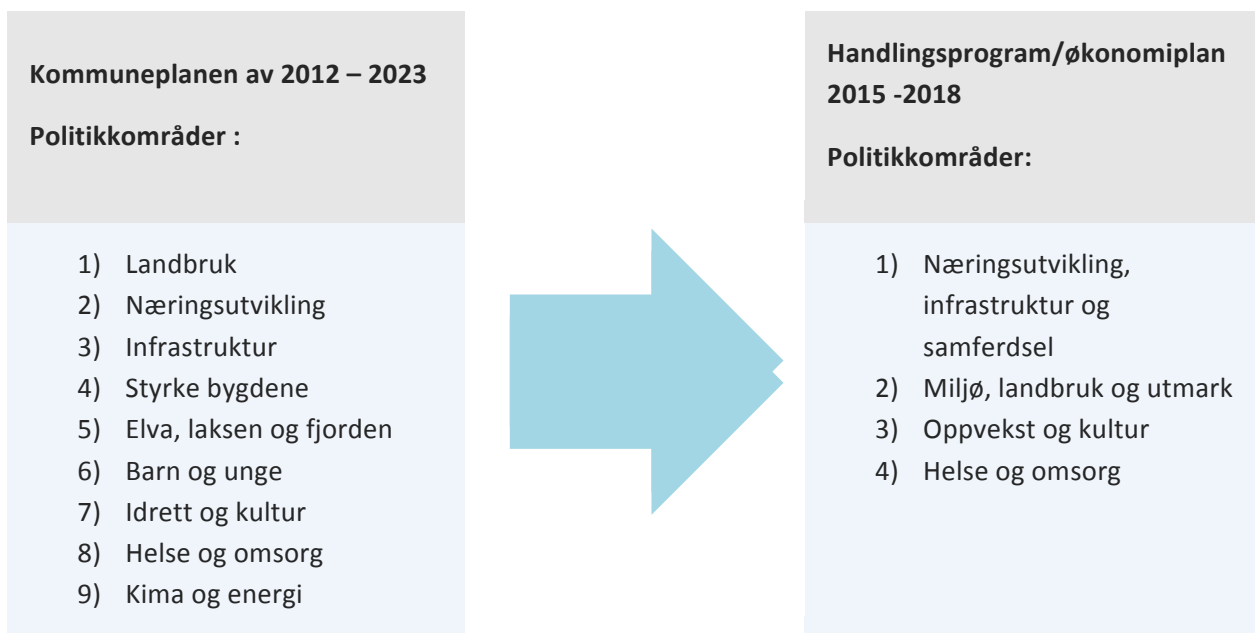 Kommuneplanen av 2012 – 2023
Politikkområder :
1) Landbruk
2) Næringsutvikling
3) Infrastruktur
4) Styrke bygdene
5) Elva, laksen og fjorden
6) Barn og unge
7) Idrett og kultur
8) Helse og omsorg
9) Kima og energi
Handlingsprogram/økonomiplan
2015 -2018
Politikkområder:
1) Næringsutvikling,
infrastruktur og
samferdsel
2) Miljø, landbruk og utmark
3) Oppvekst og kultur
4) Helse og omsorg